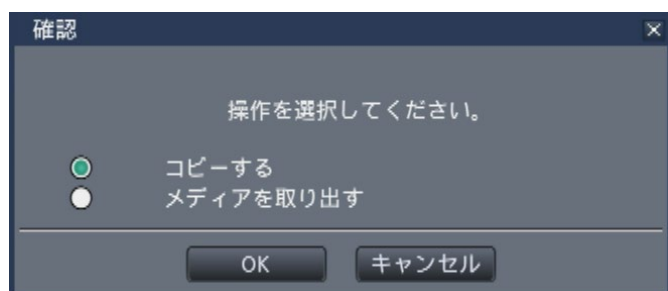 確認
操作を選択してください。
コピーする
メディアを取り出す
OK キャンセル